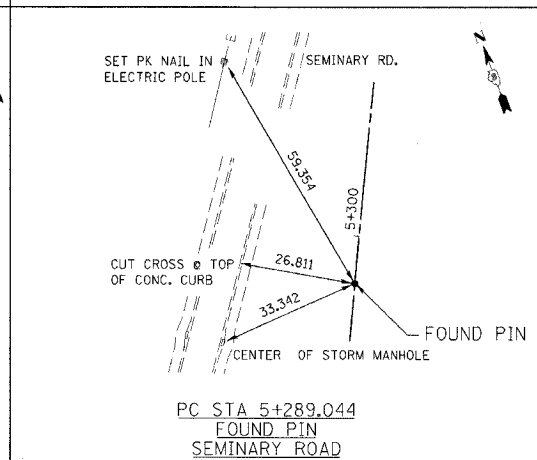 SET PK NAIL IN
ELECTRIC POLE
SEMINARY RD.
N
59.354
5+300
CUT CROSS @ TOP
OF CONC. CURB
26.811
33.342
FOUND PIN
CENTER OF STORM MANHOLE
PC STA 5+289.044
FOUND PIN
SEMINARY ROAD